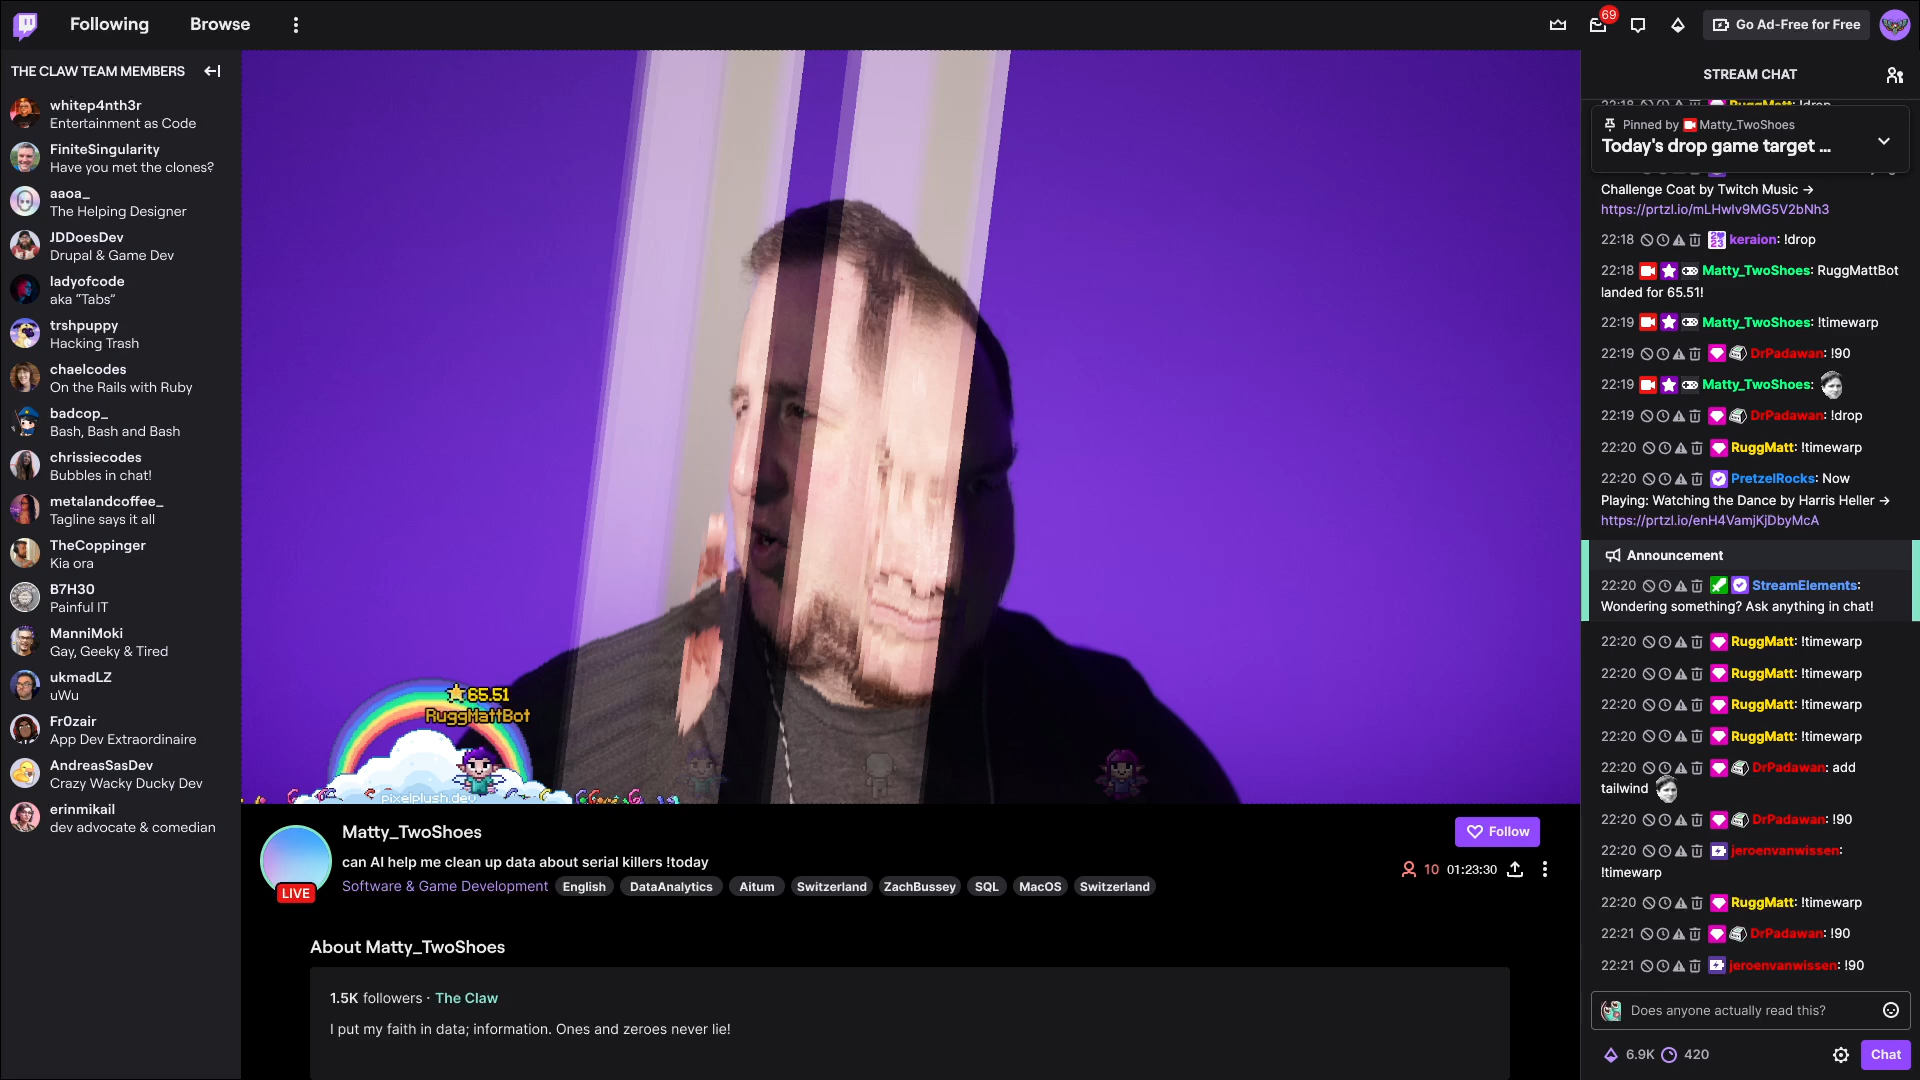 Following
Browse
69
Go Ad-Free for Free
THE CLAW TEAM MEMBERS
whitep4nth3r
Entertainment as Code
FiniteSingularity
Have you met the clones?
aaoa_
The Helping Designer
JDDoesDev
Drupal & Game Dev
ladyofcode
aka “Tabs”
trshpuppy
Hacking Trash
chaelcodes
On the Rails with Ruby
badcop_
Bash, Bash and Bash
chrissiecodes
Bubbles in chat!
metalandcoffee_
Tagline says it all
TheCoppinger
Kia ora
B7H30
Painful IT
ManniMoki
Gay, Geeky & Tired
ukmadLZ
uWu
Fr0zair
App Dev Extraordinaire
AndreasSasDev
Crazy Wacky Ducky Dev
erinmikail
dev advocate & comedian
65.51
RuggMattBot
pixelplush.dev
LIVE
Matty_TwoShoes
can AI help me clean up data about serial killers !today
Software & Game Development English DataAnalytics Aitum Switzerland ZachBussey SQL MacOS Switzerland
Follow
10 01:23:30
About Matty_TwoShoes
1.5K followers · The Claw
I put my faith in data; information. Ones and zeroes never lie!
STREAM CHAT
22:18 RuggMatt: !drop
Pinned by Matty_TwoShoes
Today's drop game target ...
Challenge Coat by Twitch Music →
https://prtzl.io/mLHwIv9MG5V2bNh3
22:18 keraion: !drop
22:18 Matty_TwoShoes: RuggMattBot
landed for 65.51!
22:19 Matty_TwoShoes: !timewarp
22:19 DrPadawan: !90
22:19 Matty_TwoShoes:
22:19 DrPadawan: !drop
22:20 RuggMatt: !timewarp
22:20 PretzelRocks: Now
Playing: Watching the Dance by Harris Heller →
https://prtzl.io/enH4VamjKjDbyMcA
Announcement
22:20 StreamElements:
Wondering something? Ask anything in chat!
22:20 RuggMatt: !timewarp
22:20 RuggMatt: !timewarp
22:20 RuggMatt: !timewarp
22:20 RuggMatt: !timewarp
22:20 DrPadawan: add
tailwind
22:20 DrPadawan: !90
22:20 jeroenvanwissen:
!timewarp
22:20 RuggMatt: !timewarp
22:21 DrPadawan: !90
22:21 jeroenvanwissen: !90
Does anyone actually read this?
6.9K 420
Chat